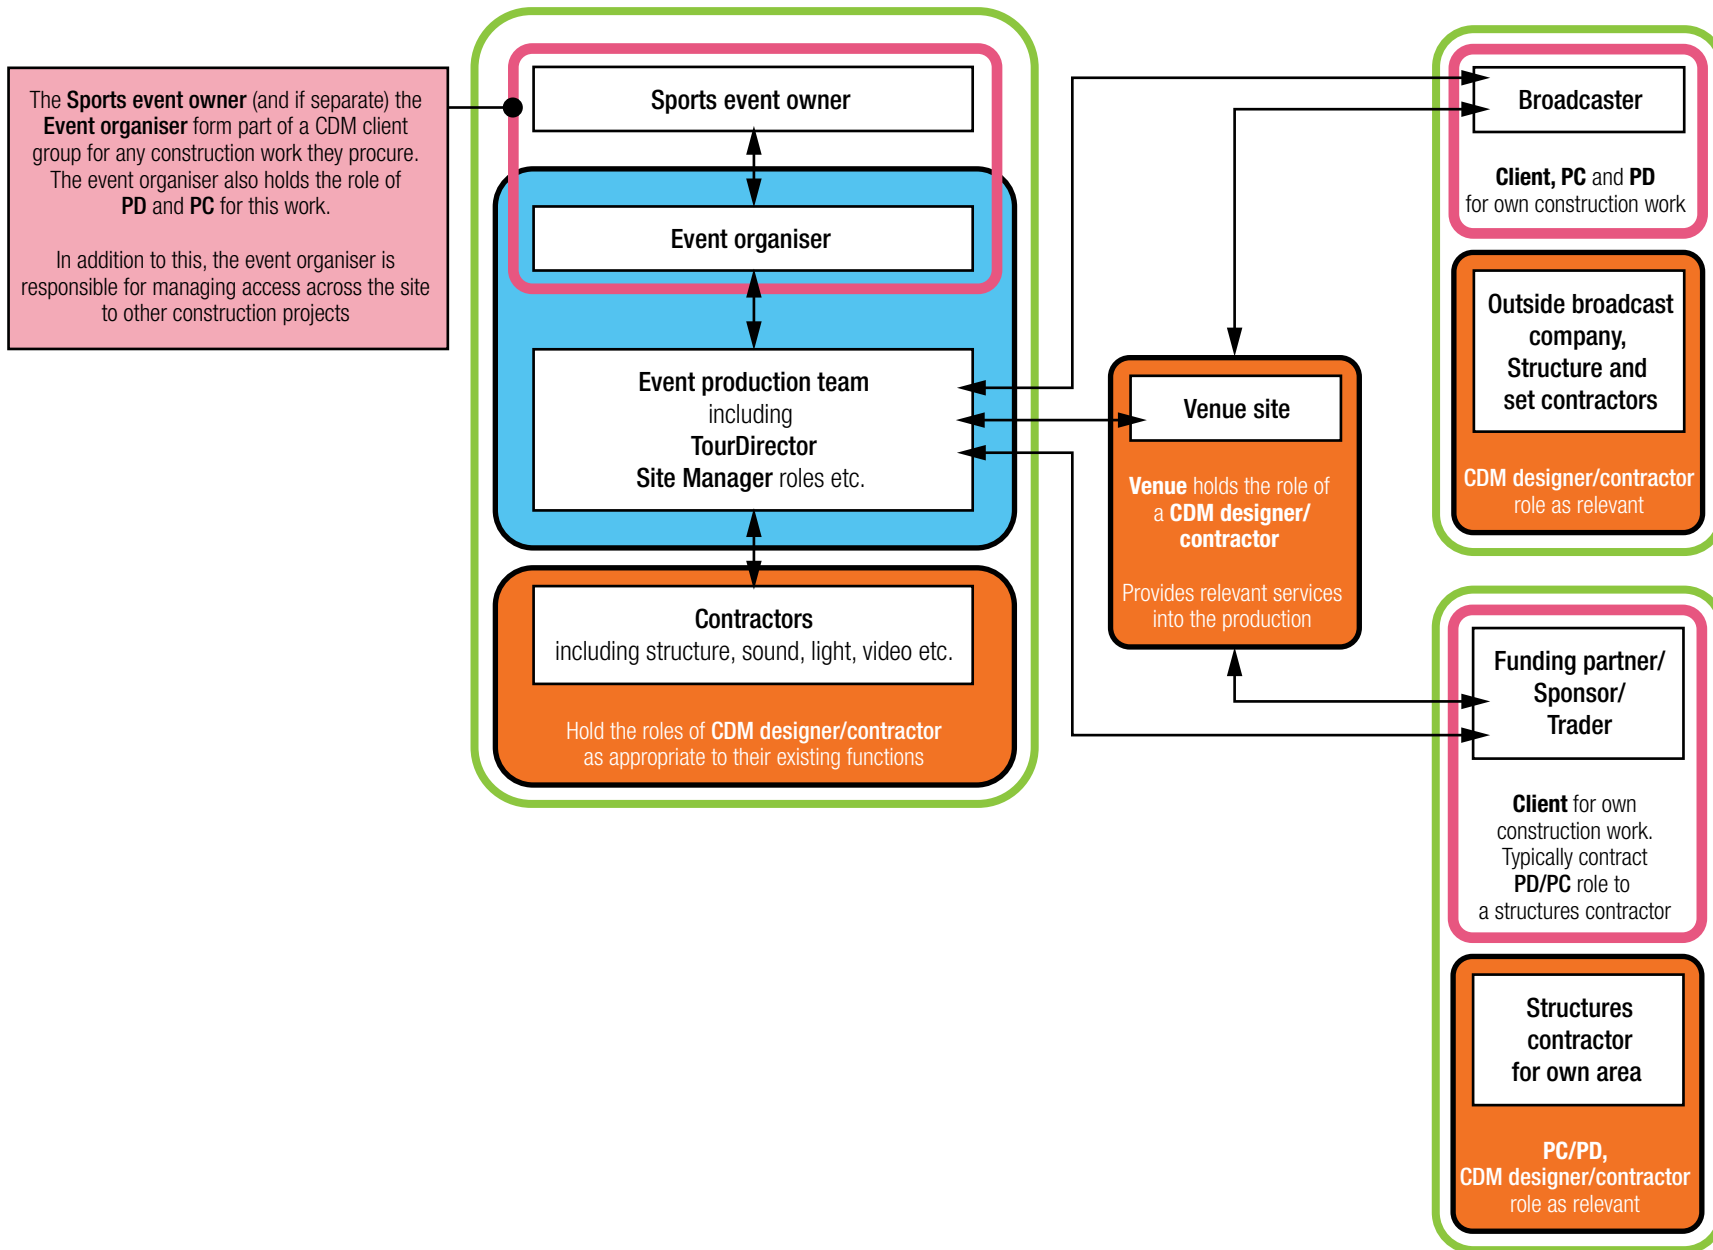 The Sports event owner (and if separate) the
Event organiser form part of a CDM client
group for any construction work they procure.
The event organiser also holds the role of
PD and PC for this work.
In addition to this, the event organiser is
responsible for managing access across the site
to other construction projects
Sports event owner
Event organiser
Event production team
including
TourDirector
Site Manager roles etc.
Contractors
including structure, sound, light, video etc.
Hold the roles of CDM designer/contractor
as appropriate to their existing functions
Venue site
Venue holds the role of
a CDM designer/
contractor
Provides relevant services
into the production
Broadcaster
Client, PC and PD
for own construction work
Outside broadcast
company,
Structure and
set contractors
CDM designer/contractor
role as relevant
Funding partner/
Sponsor/
Trader
Client for own
construction work.
Typically contract
PD/PC role to
a structures contractor
Structures
contractor
for own area
PC/PD,
CDM designer/contractor
role as relevant